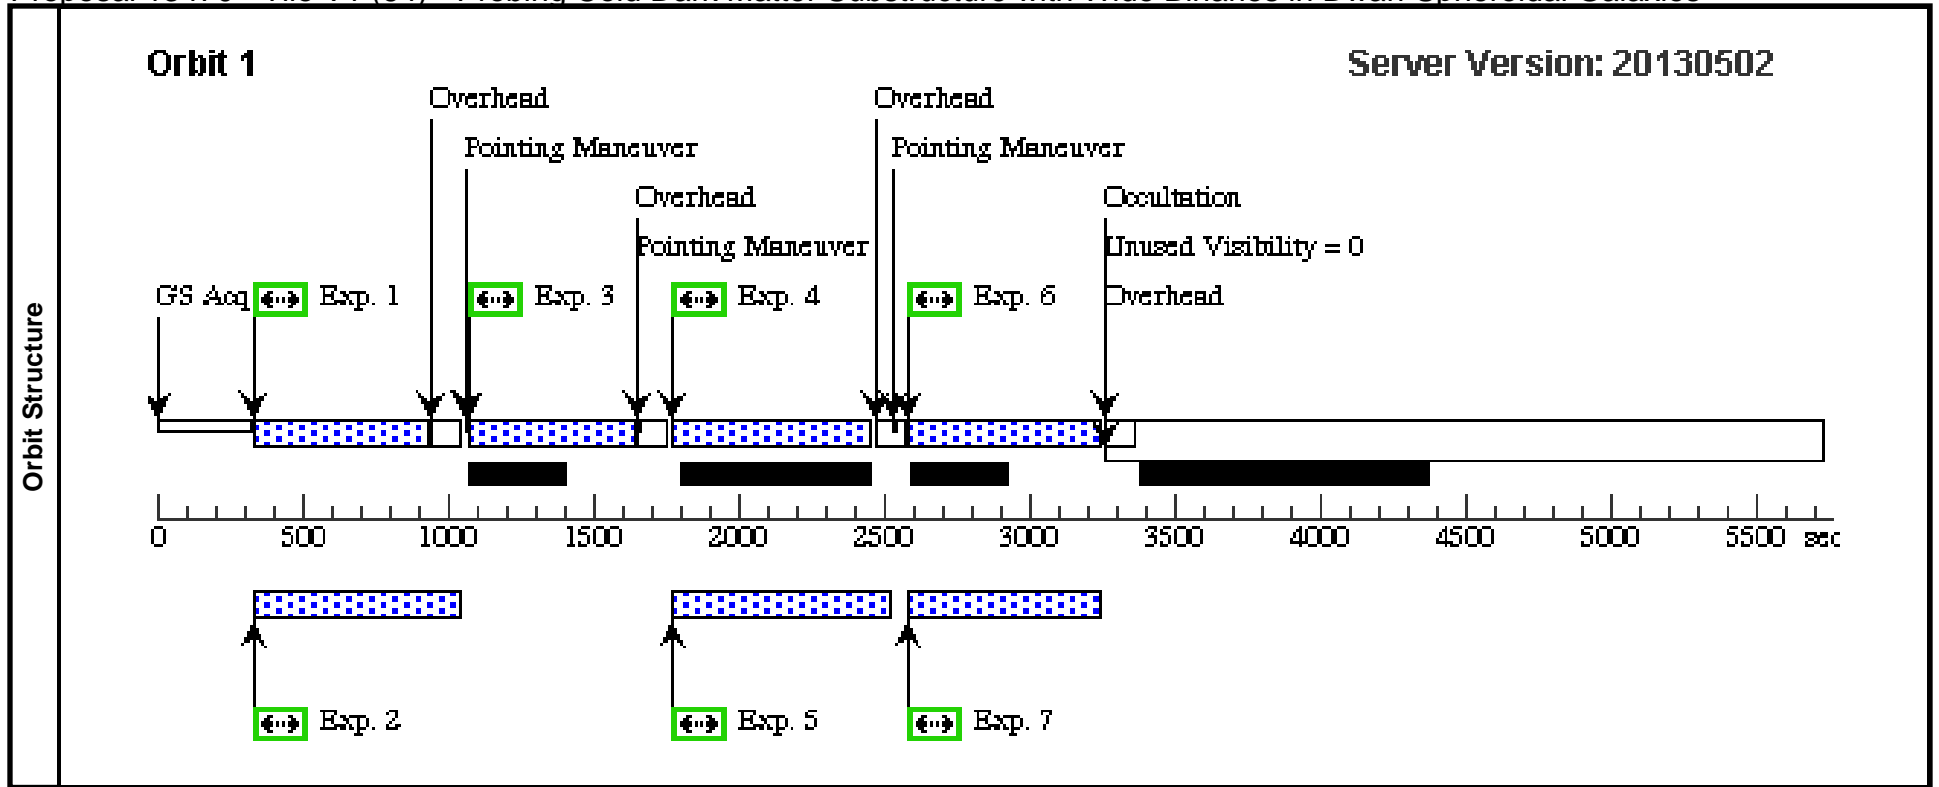 Orbit 1
Server Version: 20130502
Overhead
Overhead
Pointing Maneuver
Pointing Maneuver
Overhead
Occultation
Pointing Maneuver
Unused Visibility = 0
GS Acq
Exp. 1
Exp. 3
Exp. 4
Exp. 6
Overhead
Orbit Structure
0
500
1000
1500
2000
2500
3000
3500
4000
4500
5000
5500
sec
Exp. 2
Exp. 5
Exp. 7